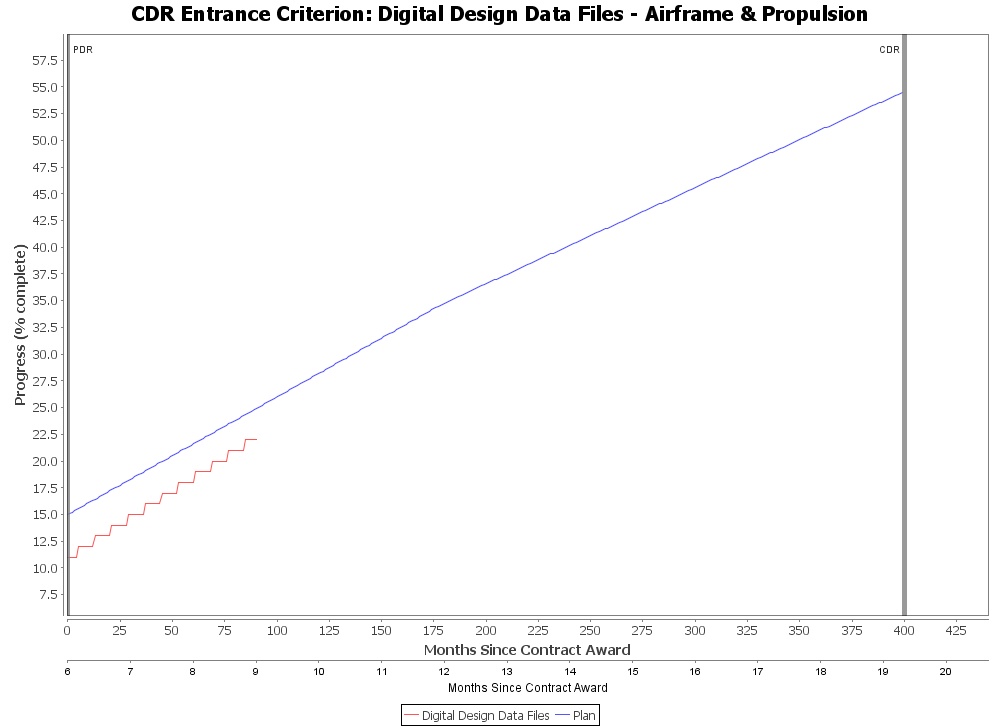 CDR Entrance Criterion: Digital Design Data Files - Airframe & Propulsion
PDR
CDR
57.5
55.0
52.5
50.0
47.5
45.0
42.5
40.0
37.5
35.0
32.5
30.0
27.5
25.0
22.5
20.0
17.5
15.0
12.5
10.0
7.5
Progress (% complete)
0 25 50 75 100 125 150 175 200 225 250 275 300 325 350 375 400 425
Months Since Contract Award
6 7 8 9 10 11 12 13 14 15 16 17 18 19 20
Months Since Contract Award
Digital Design Data Files Plan